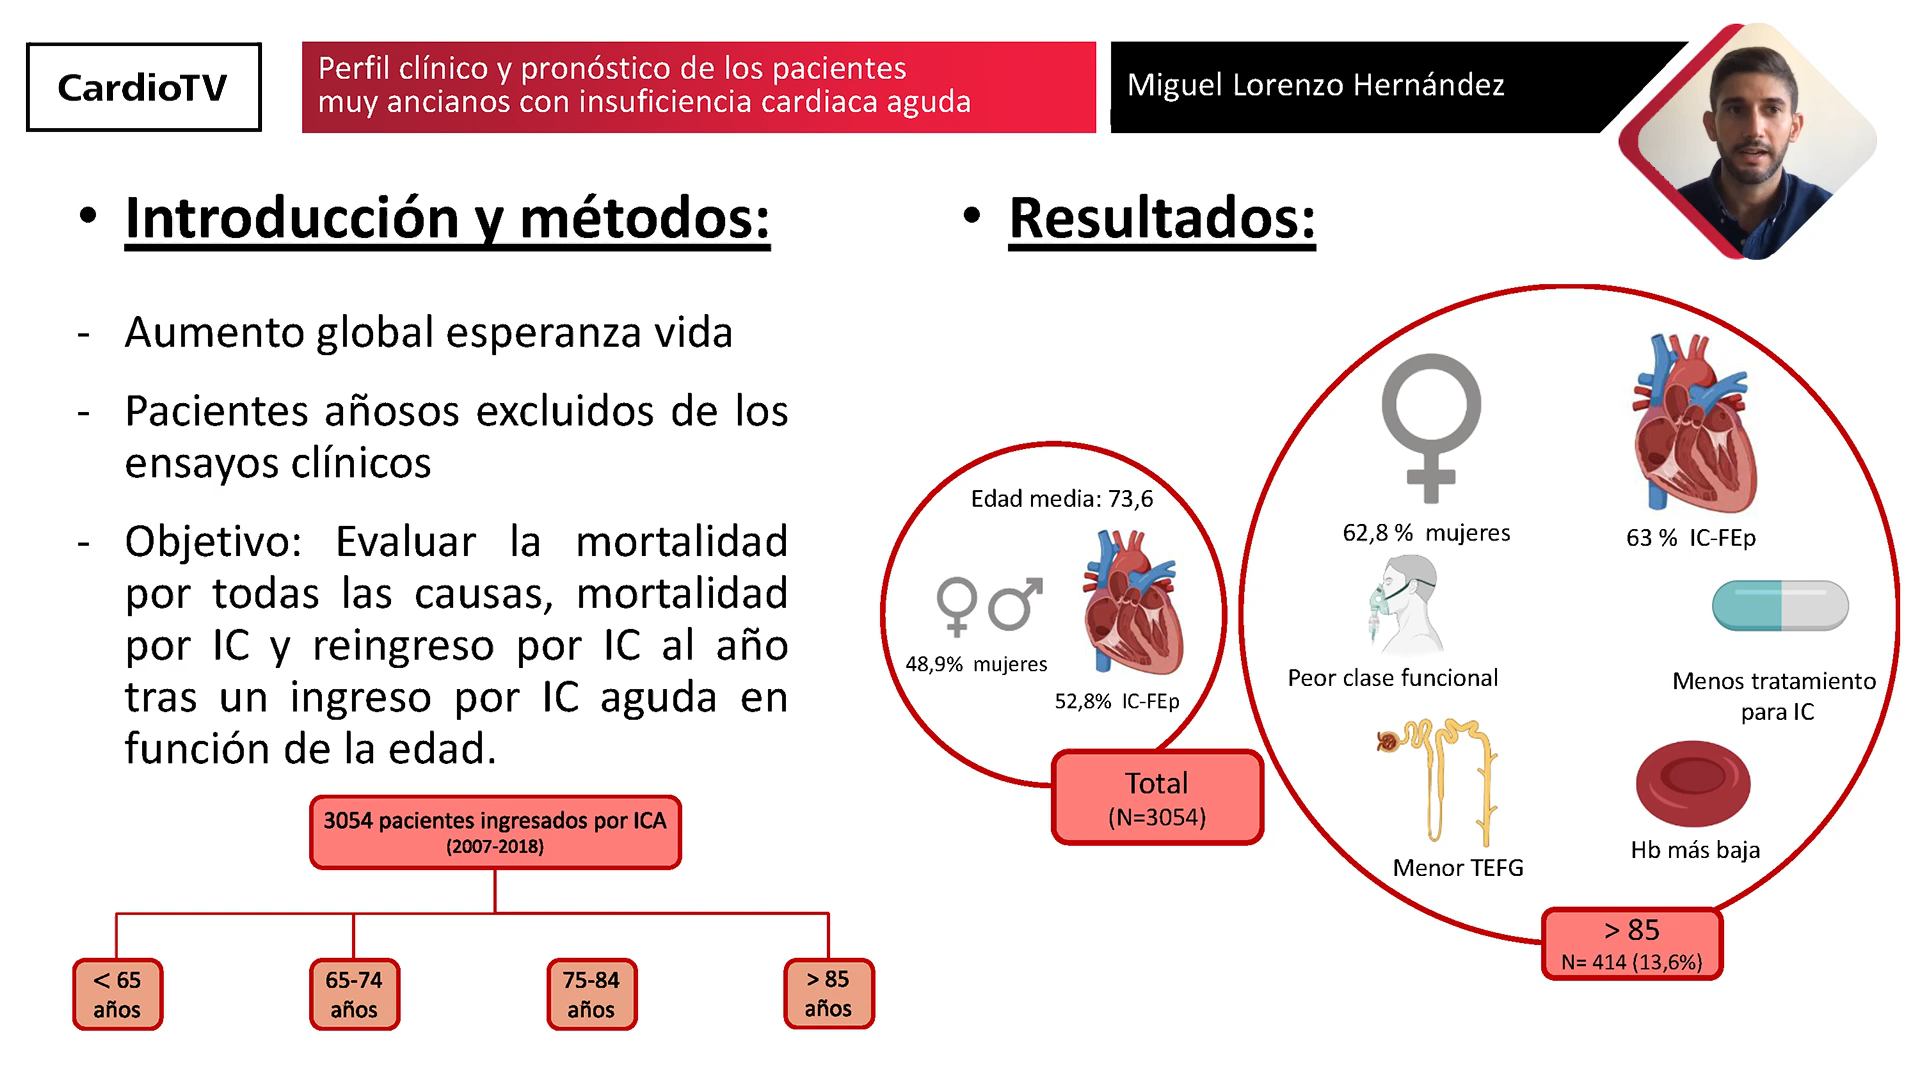 CardioTV
Perfil clínico y pronóstico de los pacientes
muy ancianos con insuficiencia cardiaca aguda
Miguel Lorenzo Hernández
• Introducción y métodos:
- Aumento global esperanza vida
- Pacientes añosos excluidos de los
ensayos clínicos
- Objetivo: Evaluar la mortalidad
por todas las causas, mortalidad
por IC y reingreso por IC al año
tras un ingreso por IC aguda en
función de la edad.
3054 pacientes ingresados por ICA
(2007-2018)
< 65
años
65-74
años
75-84
años
> 85
años
• Resultados:
Edad media: 73,6
48,9% mujeres
52,8% IC-FEp
Total
(N=3054)
62,8 % mujeres
63 % IC-FEp
Peor clase funcional
Menos tratamiento
para IC
Menor TEFG
Hb más baja
> 85
N= 414 (13,6%)